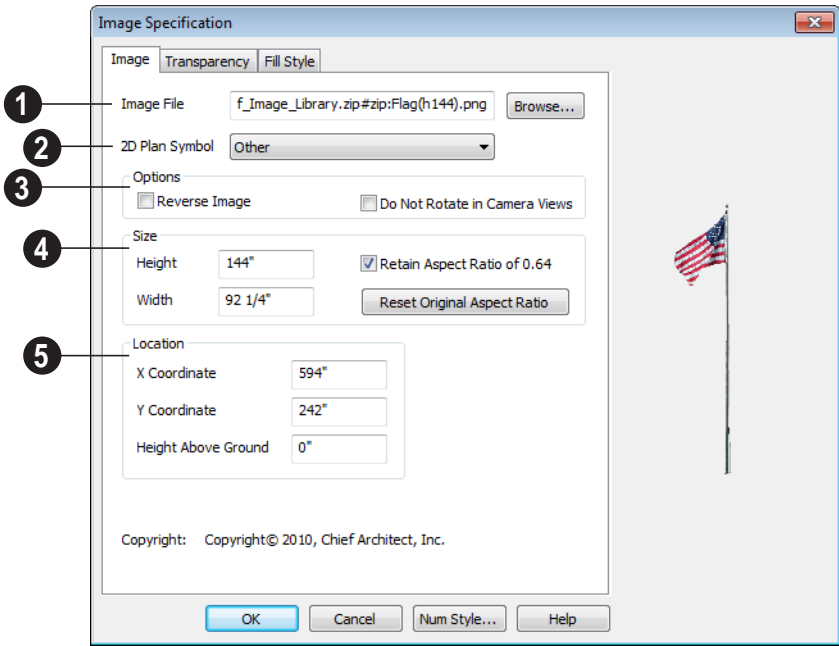 Image Specification
Image Transparency Fill Style
1 Image File f_Image_Library.zip#zip:Flag(h144).png Browse...
2 2D Plan Symbol Other
3 Options
Reverse Image Do Not Rotate in Camera Views
4 Size
Height 144" Retain Aspect Ratio of 0.64
Width 92 1/4" Reset Original Aspect Ratio
5 Location
X Coordinate 594"
Y Coordinate 242"
Height Above Ground 0"
Copyright: Copyright© 2010, Chief Architect, Inc.
OK Cancel Num Style... Help